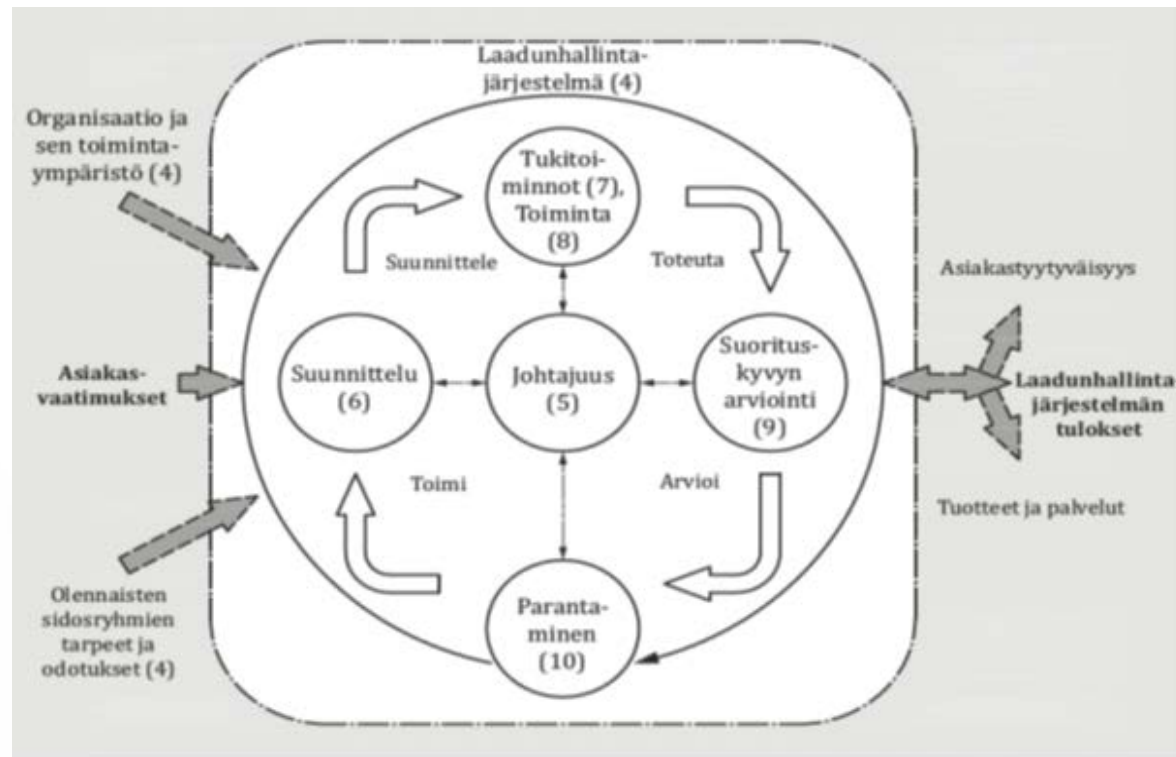 Laadunhallinta-
järjestelmä (4)
Organisaatio ja
sen toiminta-
ympäristö (4)
Tukitoi-
minnot (7),
Toiminta
(8)
Suunnittele
Toteuta
Asiakastyytyväisyys
Asiakas-
vaatimukset
Suunnittelu
(6)
Johtajuus
(5)
Suoritus-
kyvyn
arviointi
(9)
Laadunhallinta-
järjestelmän
tulokset
Toimi
Arvioi
Tuotteet ja palvelut
Olennaisten
sidosryhmien
tarpeet ja
odotukset (4)
Paranta-
minen
(10)